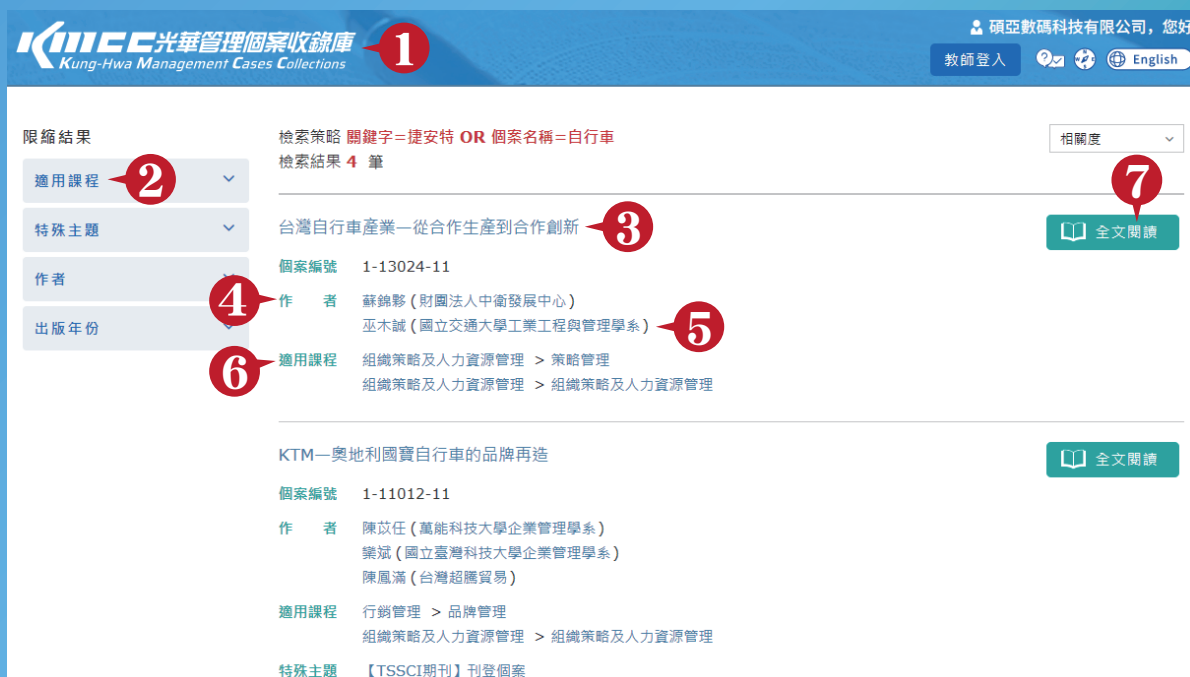 KMCC光華管理個案收錄庫
Kung-Hwa Management Cases Collections
1
碩亞數碼科技有限公司，您好
教師登入
English
限縮結果
適用課程
2
特殊主題
作者
出版年份
檢索策略 關鍵字=捷安特 OR 個案名稱=自行車
檢索結果 4 筆
相關度
7
台灣自行車產業—從合作生產到合作創新
3
全文閱讀
個案編號 1-13024-11
4
作 者 蘇錦夥 (財團法人中衛發展中心)
巫木誠 (國立交通大學工業工程與管理學系)
5
6
適用課程 組織策略及人力資源管理 > 策略管理
組織策略及人力資源管理 > 組織策略及人力資源管理
KTM—奧地利國寶自行車的品牌再造
全文閱讀
個案編號 1-11012-11
作 者 陳苡任 (萬能科技大學企業管理學系)
欒斌 (國立臺灣科技大學企業管理學系)
陳鳳滿 (台灣超騰貿易)
適用課程 行銷管理 > 品牌管理
組織策略及人力資源管理 > 組織策略及人力資源管理
特殊主題 【TSSCI期刊】刊登個案